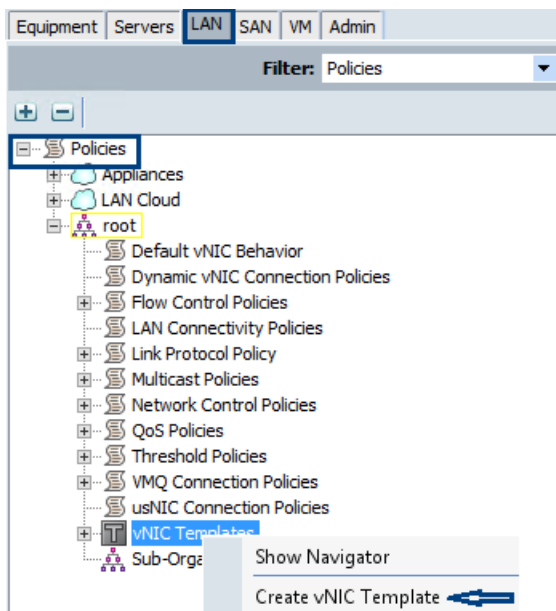 Equipment Servers LAN SAN VM Admin
Filter: Policies
Policies
Appliances
LAN Cloud
root
Default vNIC Behavior
Dynamic vNIC Connection Policies
Flow Control Policies
LAN Connectivity Policies
Link Protocol Policy
Multicast Policies
Network Control Policies
QoS Policies
Threshold Policies
VMQ Connection Policies
usNIC Connection Policies
T vNIC Templates
Sub-Orga
Show Navigator
Create vNIC Template